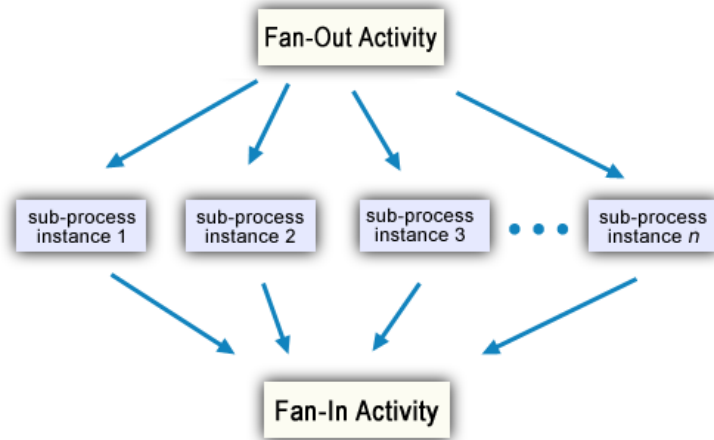 Fan-Out Activity
sub-process
instance 1
sub-process
instance 2
sub-process
instance 3
sub-process
instance n
Fan-In Activity